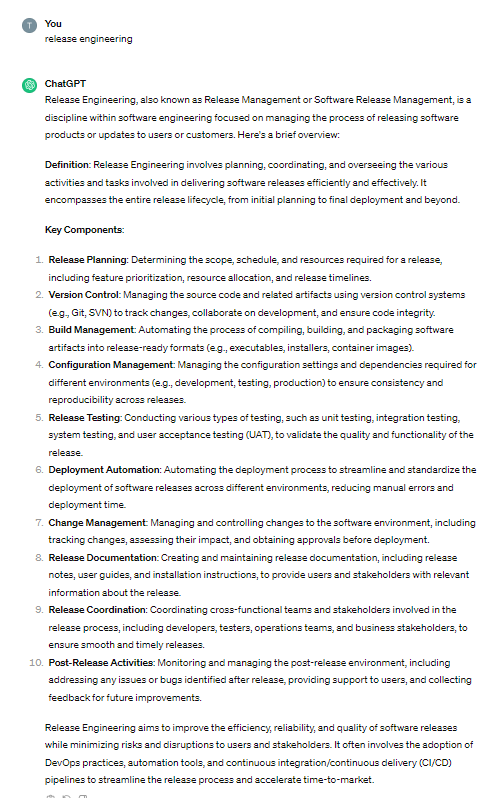 T You
release engineering
ChatGPT
Release Engineering, also known as Release Management or Software Release Management, is a
discipline within software engineering focused on managing the process of releasing software
products or updates to users or customers. Here's a brief overview:
Definition: Release Engineering involves planning, coordinating, and overseeing the various
activities and tasks involved in delivering software releases efficiently and effectively. It
encompasses the entire release lifecycle, from initial planning to final deployment and beyond.
Key Components:
1. Release Planning: Determining the scope, schedule, and resources required for a release,
including feature prioritization, resource allocation, and release timelines.
2. Version Control: Managing the source code and related artifacts using version control systems
(e.g., Git, SVN) to track changes, collaborate on development, and ensure code integrity.
3. Build Management: Automating the process of compiling, building, and packaging software
artifacts into release-ready formats (e.g., executables, installers, container images).
4. Configuration Management: Managing the configuration settings and dependencies required for
different environments (e.g., development, testing, production) to ensure consistency and
reproducibility across releases.
5. Release Testing: Conducting various types of testing, such as unit testing, integration testing,
system testing, and user acceptance testing (UAT), to validate the quality and functionality of the
release.
6. Deployment Automation: Automating the deployment process to streamline and standardize the
deployment of software releases across different environments, reducing manual errors and
deployment time.
7. Change Management: Managing and controlling changes to the software environment, including
tracking changes, assessing their impact, and obtaining approvals before deployment.
8. Release Documentation: Creating and maintaining release documentation, including release
notes, user guides, and installation instructions, to provide users and stakeholders with relevant
information about the release.
9. Release Coordination: Coordinating cross-functional teams and stakeholders involved in the
release process, including developers, testers, operations teams, and business stakeholders, to
ensure smooth and timely releases.
10. Post-Release Activities: Monitoring and managing the post-release environment, including
addressing any issues or bugs identified after release, providing support to users, and collecting
feedback for future improvements.
Release Engineering aims to improve the efficiency, reliability, and quality of software releases
while minimizing risks and disruptions to users and stakeholders. It often involves the adoption of
DevOps practices, automation tools, and continuous integration/continuous delivery (CI/CD)
pipelines to streamline the release process and accelerate time-to-market.